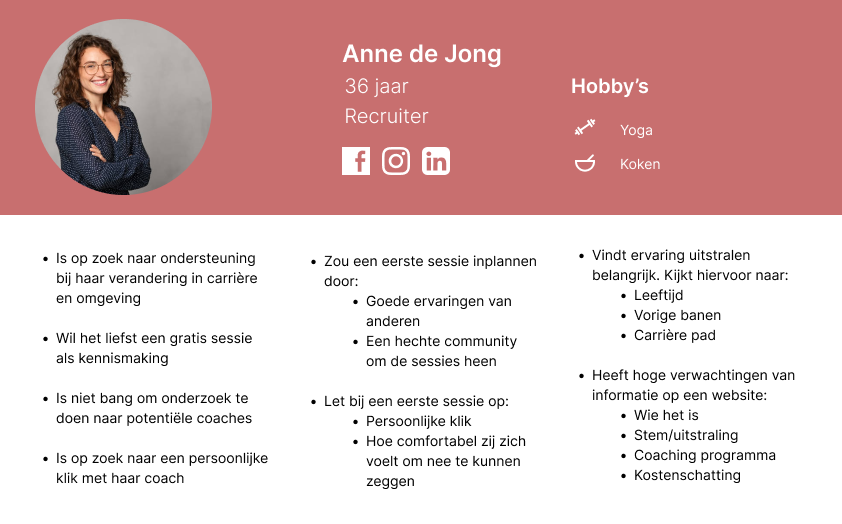 Anne de Jong
36 jaar
Recruiter
Hobby’s
Yoga
Koken
• Is op zoek naar ondersteuning
bij haar verandering in carrière
en omgeving
• Wil het liefst een gratis sessie
als kennismaking
• Is niet bang om onderzoek te
doen naar potentiële coaches
• Is op zoek naar een persoonlijke
klik met haar coach
• Zou een eerste sessie inplannen
door:
• Goede ervaringen van
anderen
• Een hechte community
om de sessies heen
• Let bij een eerste sessie op:
• Persoonlijke klik
• Hoe comfortabel zij zich
voelt om nee te kunnen
zeggen
• Vindt ervaring uitstralen
belangrijk. Kijkt hiervoor naar:
• Leeftijd
• Vorige banen
• Carrière pad
• Heeft hoge verwachtingen van
informatie op een website:
• Wie het is
• Stem/uitstraling
• Coaching programma
• Kostenschatting